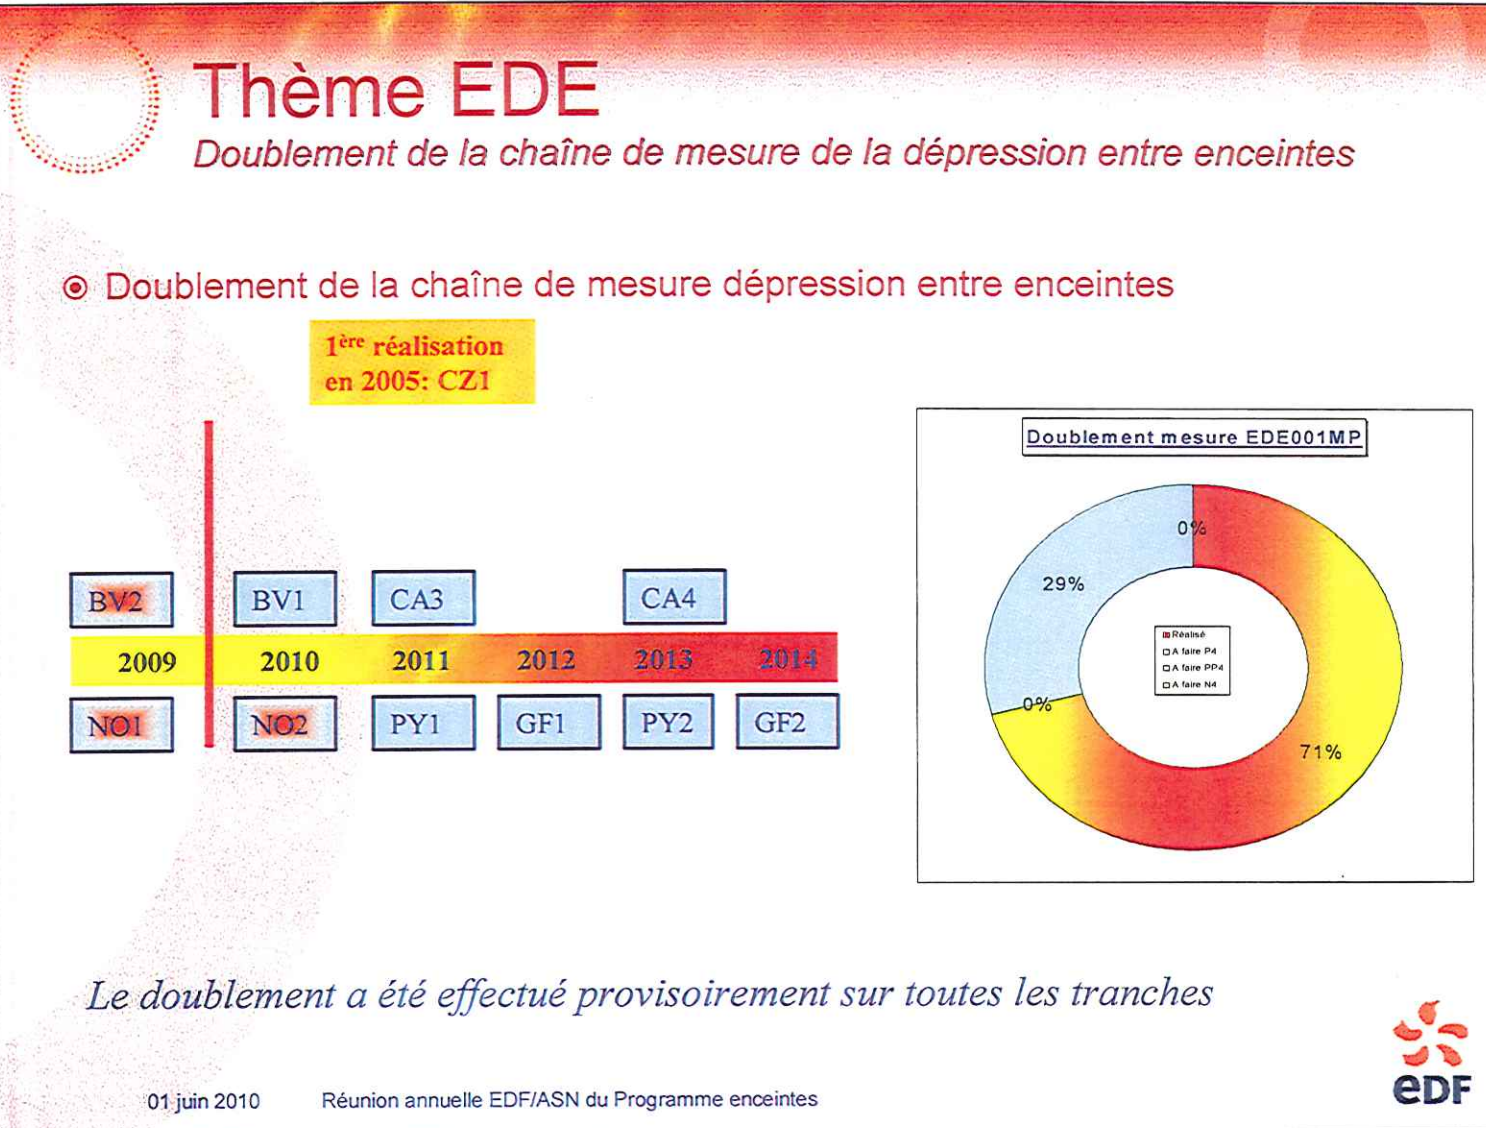 Thème EDE
Doublement de la chaîne de mesure de la dépression entre enceintes
Doublement de la chaîne de mesure dépression entre enceintes
1ère réalisation
en 2005: CZ1
BV2 BV1 CA3 CA4
2009 2010 2011 2012 2013 2014
NO1 NO2 PY1 GF1 PY2 GF2
Doublement mesure EDE001MP
0%
29%
0%
71%
Réalisé
A faire P4
A faire PP4
A faire N4
Le doublement a été effectué provisoirement sur toutes les tranches
01 juin 2010 Réunion annuelle EDF/ASN du Programme enceintes
eDF